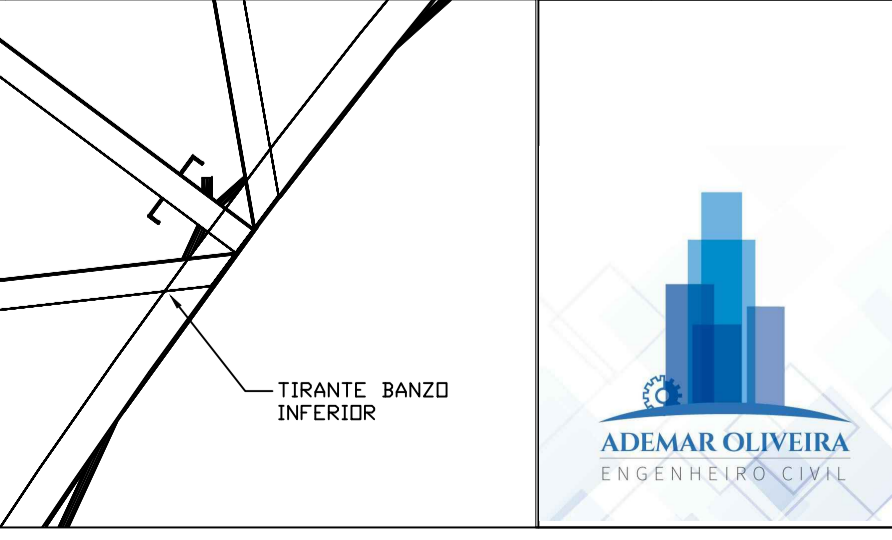 TIRANTE BANZO
INFERIOR
ADEMAR OLIVEIRA
ENGENHEIRO CIVIL